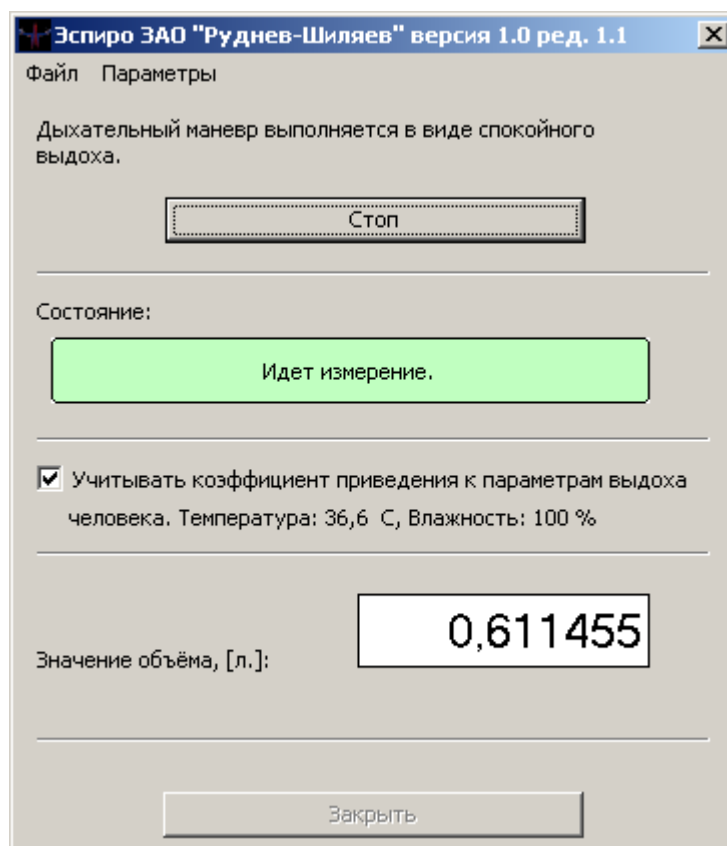 Эспиро ЗАО "Руднев-Шиляев" версия 1.0 ред. 1.1
Файл Параметры
Дыхательный маневр выполняется в виде спокойного
выдоха.
Стоп
Состояние:
Идет измерение.
Учитывать коэффициент приведения к параметрам выдоха
человека. Температура: 36,6 С, Влажность: 100 %
0,611455
Значение объёма, [л.]:
Закрыть